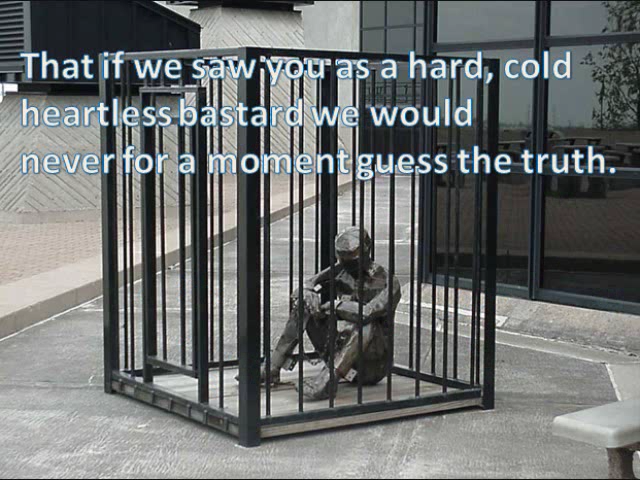 That if we saw you as a hard, cold
heartless bastard we would
never for a moment guess the truth.